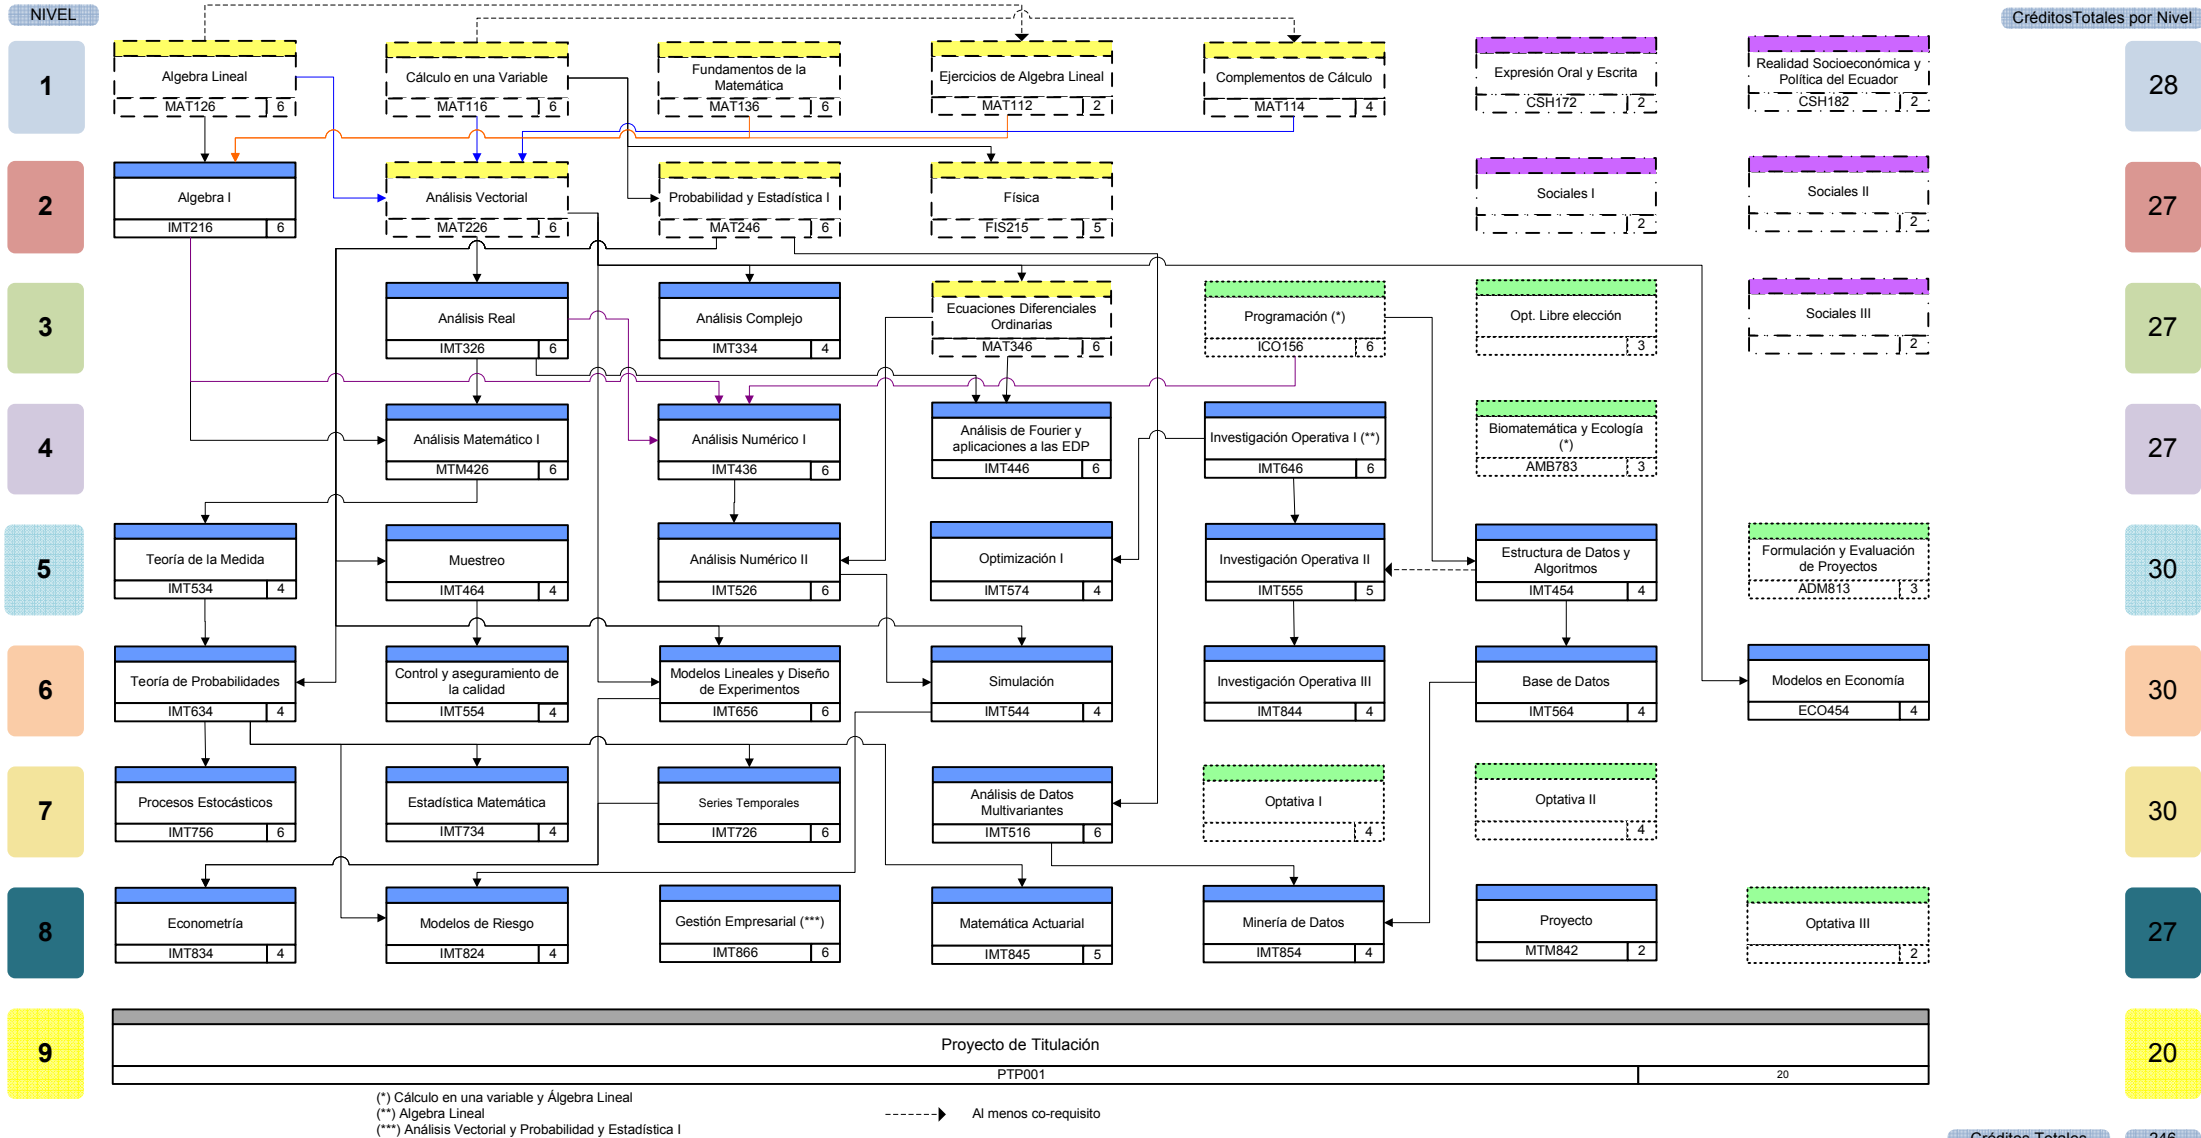 NIVEL
CréditosTotales por Nivel
1
Algebra Lineal
MAT126 6
Cálculo en una Variable
MAT116 6
Fundamentos de la
Matemática
MAT136 6
Ejercicios de Algebra Lineal
MAT112 2
Complementos de Cálculo
MAT114 4
Expresión Oral y Escrita
CSH172 2
Realidad Socioeconómica y
Política del Ecuador
CSH182 2
28
2
Algebra I
IMT216 6
Análisis Vectorial
MAT226 6
Probabilidad y Estadística I
MAT246 6
Física
FIS215 5
Sociales I
2
Sociales II
2
27
3
Análisis Real
IMT326 6
Análisis Complejo
IMT334 4
Ecuaciones Diferenciales
Ordinarias
MAT346 6
Programación (*)
ICO156 6
Opt. Libre elección
3
Sociales III
2
27
4
Análisis Matemático I
MTM426 6
Análisis Numérico I
IMT436 6
Análisis de Fourier y
aplicaciones a las EDP
IMT446 6
Investigación Operativa I (**)
IMT646 6
Biomatemática y Ecología
(*)
AMB783 3
27
5
Teoría de la Medida
IMT534 4
Muestreo
IMT464 4
Análisis Numérico II
IMT526 6
Optimización I
IMT574 4
Investigación Operativa II
IMT555 5
Estructura de Datos y
Algoritmos
IMT454 4
Formulación y Evaluación
de Proyectos
ADM813 3
30
6
Teoría de Probabilidades
IMT634 4
Control y aseguramiento de
la calidad
IMT554 4
Modelos Lineales y Diseño
de Experimentos
IMT656 6
Simulación
IMT544 4
Investigación Operativa III
IMT844 4
Base de Datos
IMT564 4
Modelos en Economía
ECO454 4
30
7
Procesos Estocásticos
IMT756 6
Estadística Matemática
IMT734 4
Series Temporales
IMT726 6
Análisis de Datos
Multivariantes
IMT516 6
Optativa I
4
Optativa II
4
30
8
Econometría
IMT834 4
Modelos de Riesgo
IMT824 4
Gestión Empresarial (***)
IMT866 6
Matemática Actuarial
IMT845 5
Minería de Datos
IMT854 4
Proyecto
MTM842 2
Optativa III
2
27
9
Proyecto de Titulación
PTP001 20
20
(*) Cálculo en una variable y Álgebra Lineal
(**) Algebra Lineal
(***) Análisis Vectorial y Probabilidad y Estadística I
Al menos co-requisito
Créditos Totales 246